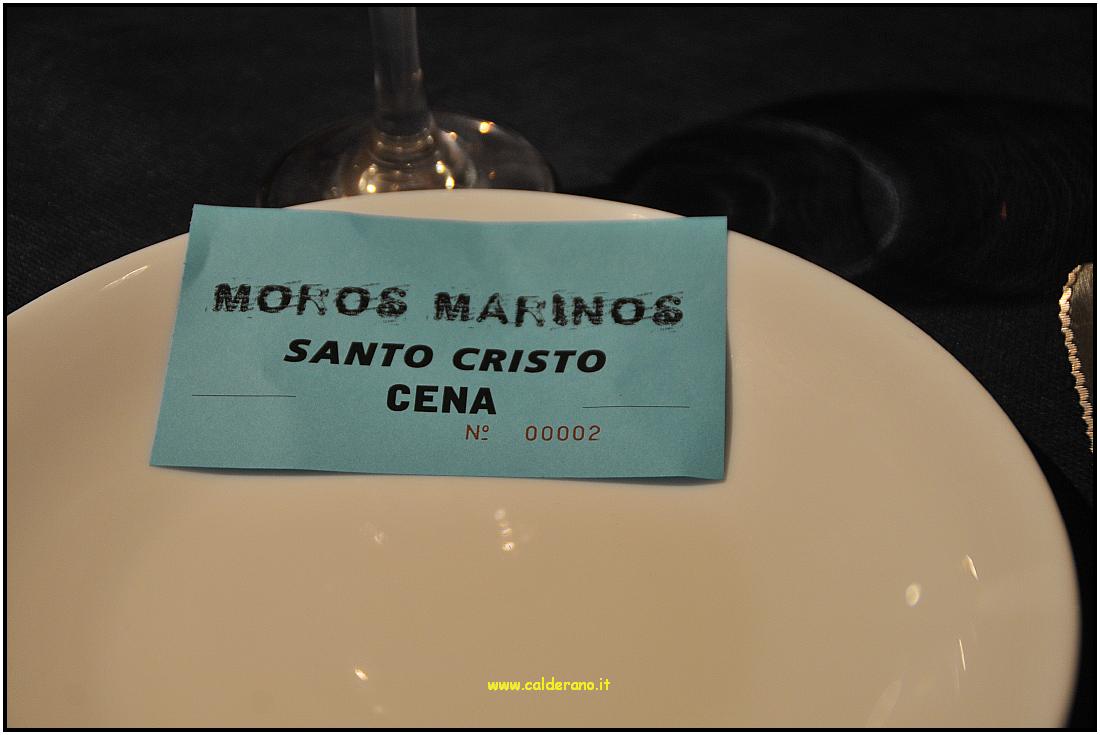 MOROS MARINOS
SANTO CRISTO
CENA
Nº 00002
www.calderano.it